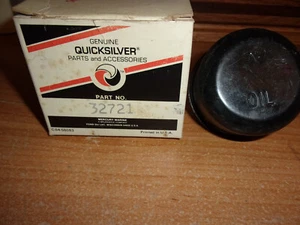 GENUINE
QUICKSILVER®
PARTS and ACCESSORIES
PART NO.
32721
MERCURY MARINE
Printed in U.S.A.
OIL